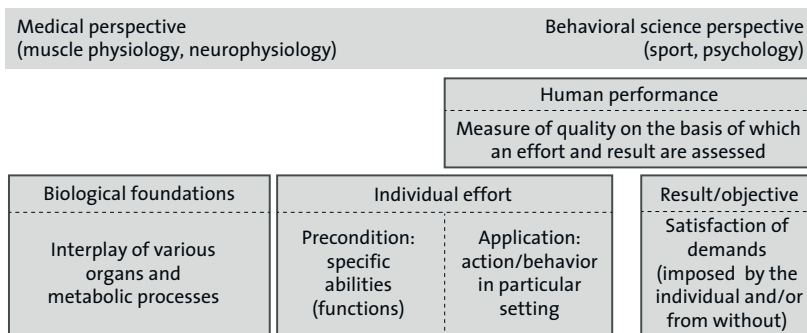 Medical perspective
(muscle physiology, neurophysiology)
Behavioral science perspective
(sport, psychology)
Human performance
Measure of quality on the basis of which
an effort and result are assessed
Biological foundations
Interplay of various
organs and
metabolic processes
Individual effort
Precondition:
specific
abilities
(functions)
Application:
action/behavior
in particular
setting
Result/objective
Satisfaction of
demands
(imposed by the
individual and/or
from without)